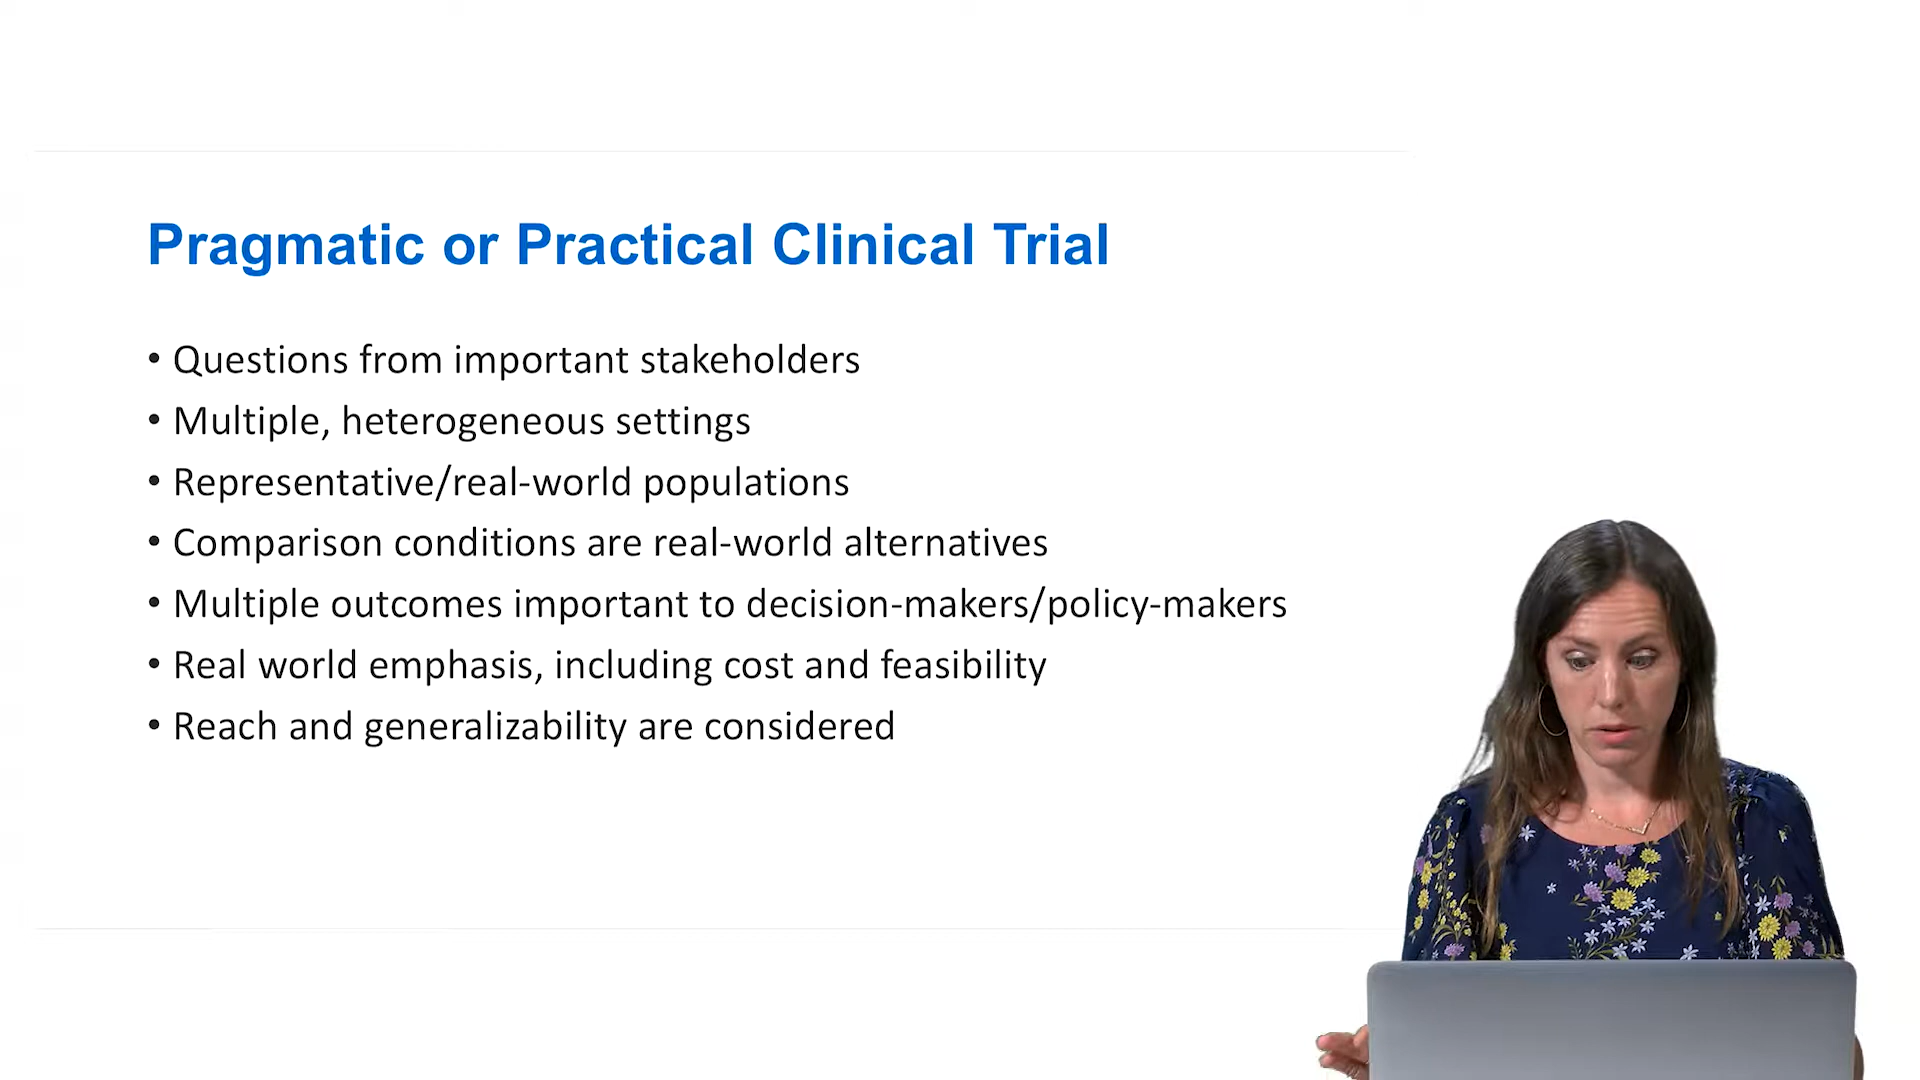 Pragmatic or Practical Clinical Trial
• Questions from important stakeholders
• Multiple, heterogeneous settings
• Representative/real-world populations
• Comparison conditions are real-world alternatives
• Multiple outcomes important to decision-makers/policy-makers
• Real world emphasis, including cost and feasibility
• Reach and generalizability are considered